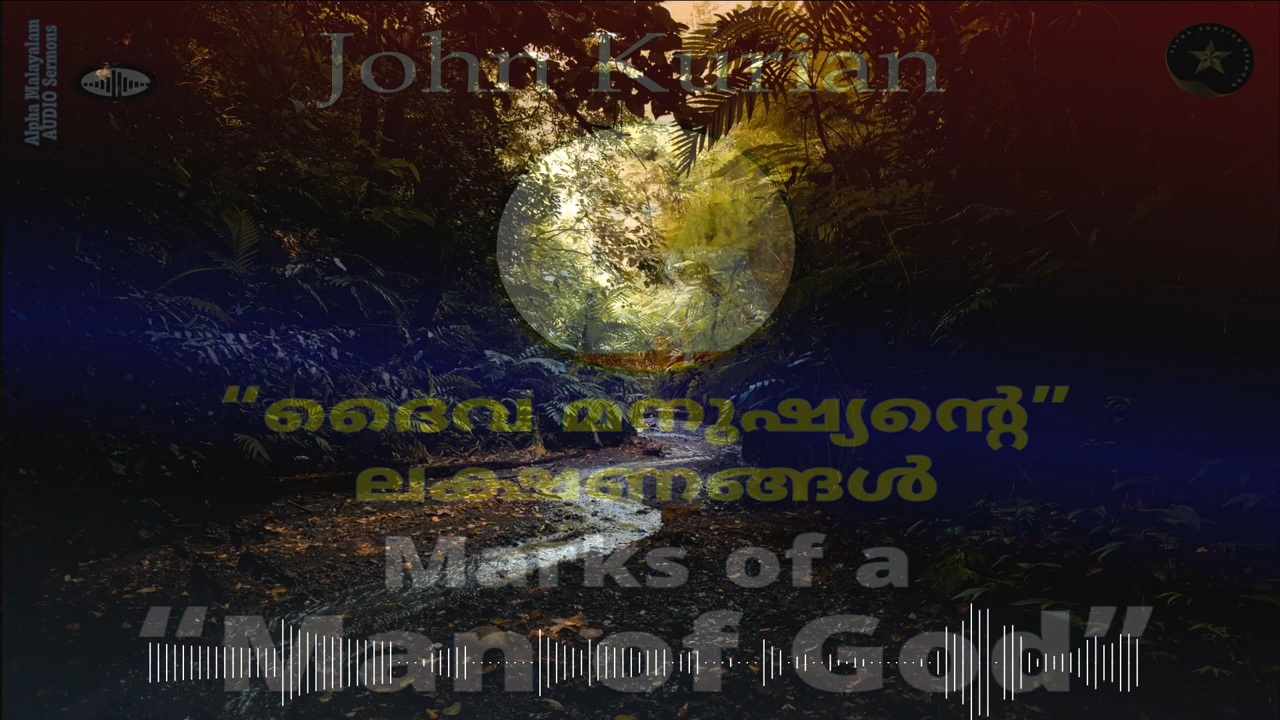 Alpha Malayalam
AUDIO Sermons
John Kurian
“ദൈവ മനുഷ്യന്റെ”
ലക്ഷണങ്ങൾ
Marks of a
“Man of God”